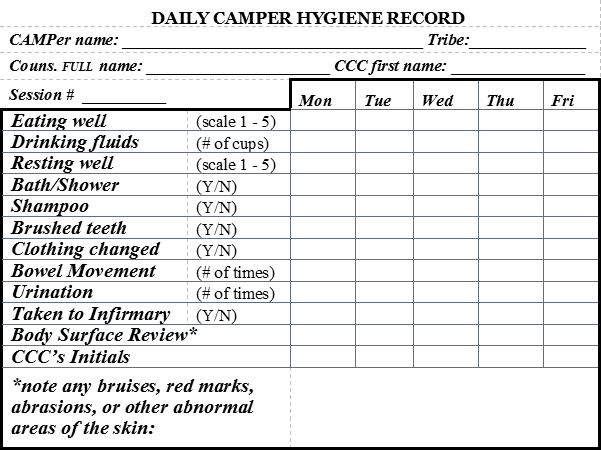 DAILY CAMPER HYGIENE RECORD
CAMPer name: ______________________________ Tribe:______________
Couns. FULL name: ____________________ CCC first name: ________________
Session # __________
Mon Tue Wed Thu Fri
Eating well (scale 1 - 5)
Drinking fluids (# of cups)
Resting well (scale 1 - 5)
Bath/Shower (Y/N)
Shampoo (Y/N)
Brushed teeth (Y/N)
Clothing changed (Y/N)
Bowel Movement (# of times)
Urination (# of times)
Taken to Infirmary (Y/N)
Body Surface Review*
CCC's Initials
*note any bruises, red marks,
abrasions, or other abnormal
areas of the skin: